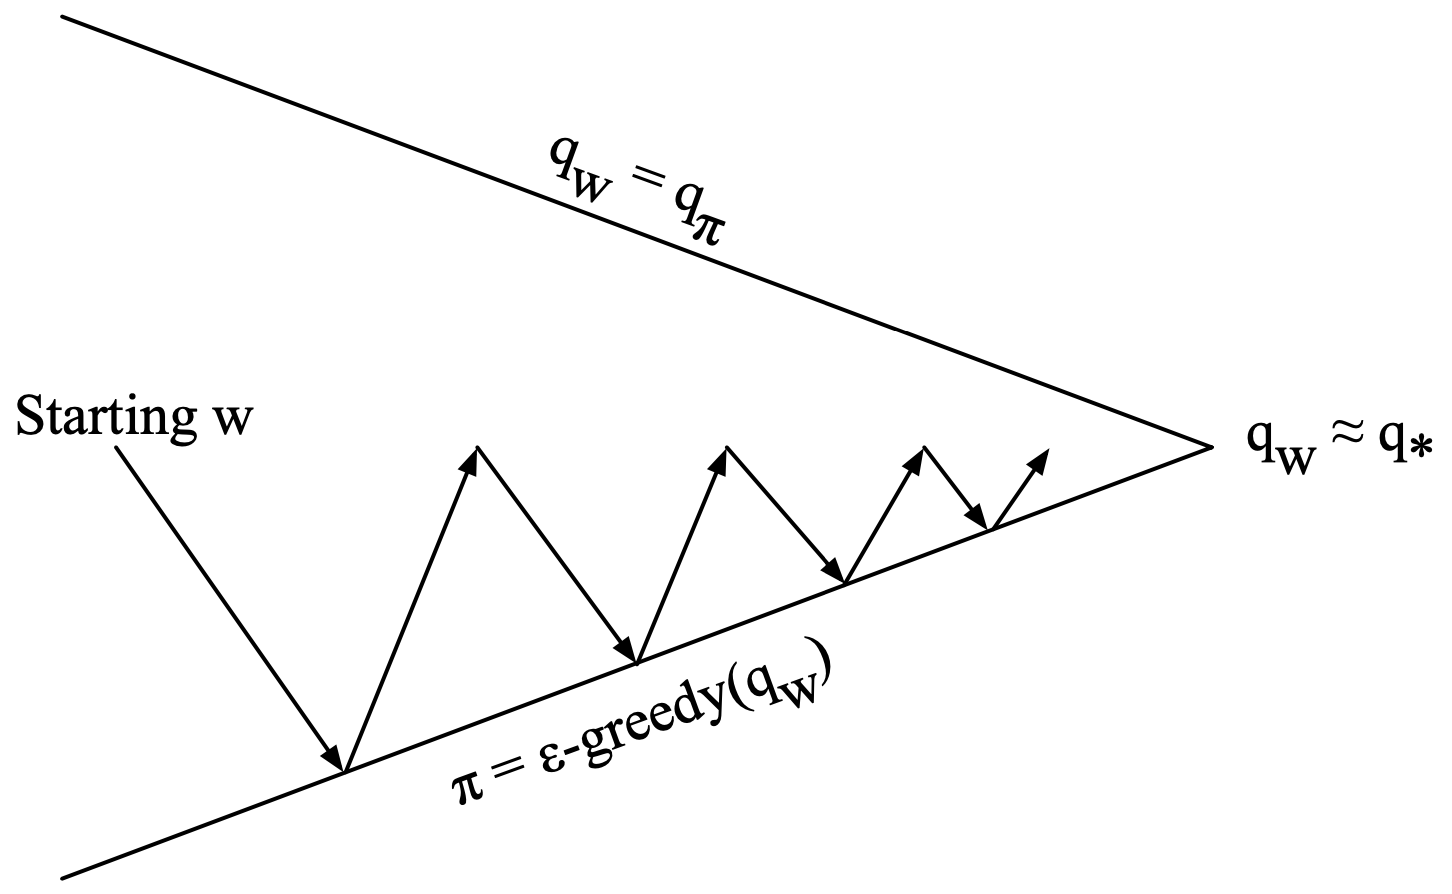 q_w = q_π
Starting w
q_w ≈ q_*
π = ε-greedy(q_w)